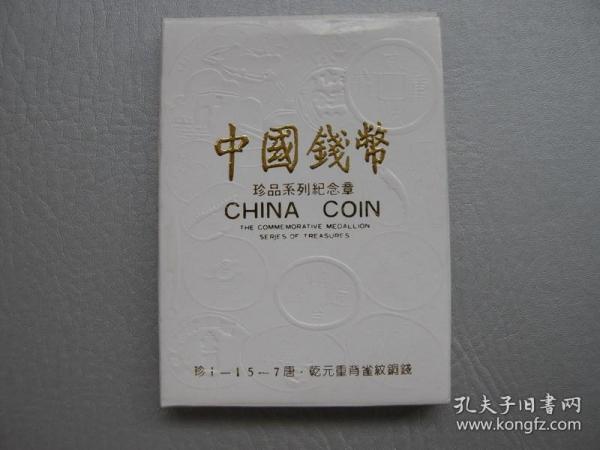 中國錢幣
珍品系列紀念章
CHINA COIN
THE COMMEMORATIVE MEDALLION
SERIES OF TREASURES
珍1—15—7唐·乾元重背雀紋銅錢
孔夫子旧书网
www.kongfz.com